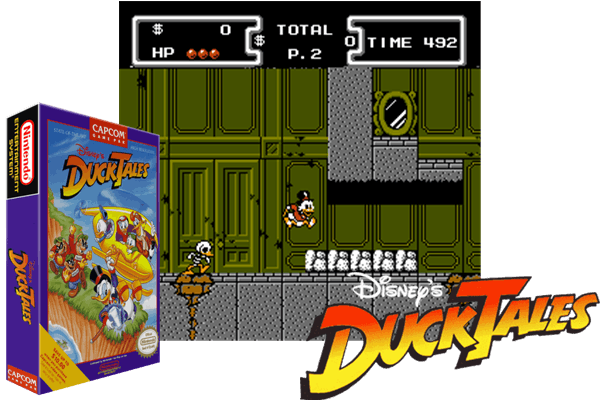 $ 0
HP
$
TOTAL
P.2
0
TIME 492
Nintendo
ENTERTAINMENT
SYSTEM
CAPCOM
Disney's
DUCKTALES
Disney's
DUCKTALES
CAPCOM
Disney's
DUCKTALES